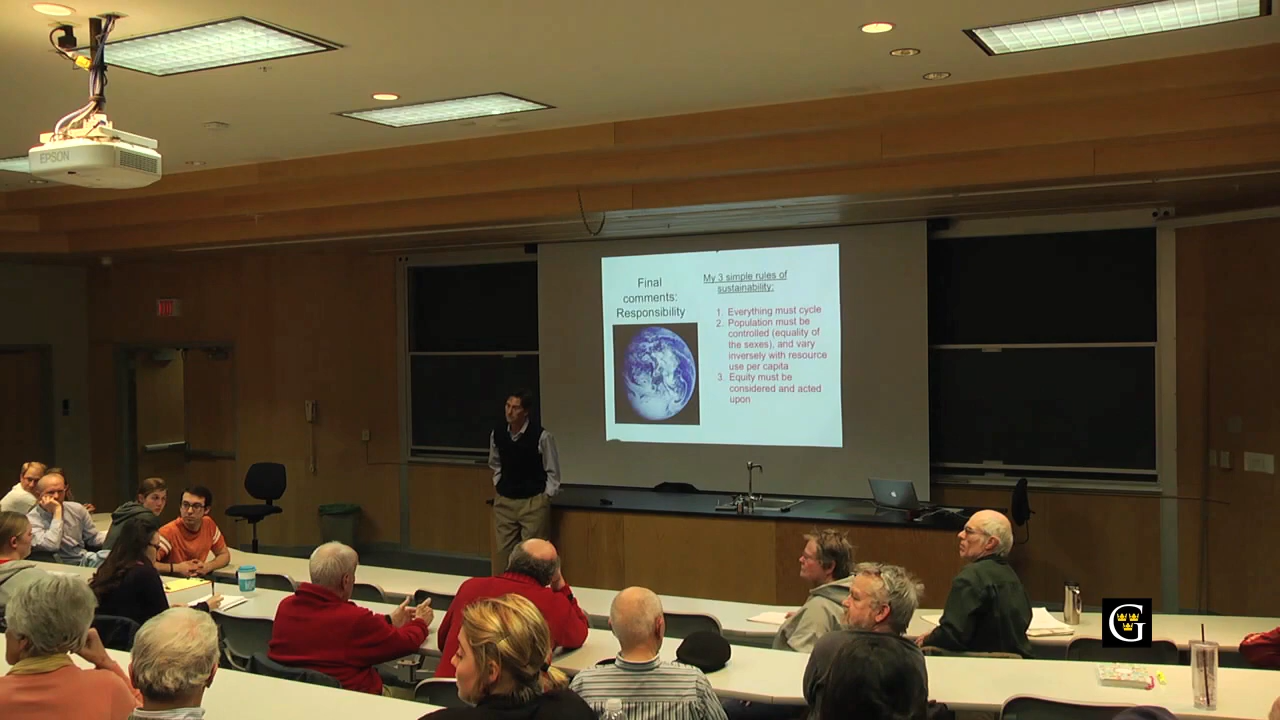 EPSON
Final
comments:
Responsibility
My 3 simple rules of
sustainability:
1. Everything must cycle
2. Population must be
controlled (equality of
the sexes), and vary
inversely with resource
use per capita
3. Equity must be
considered and acted
upon
G